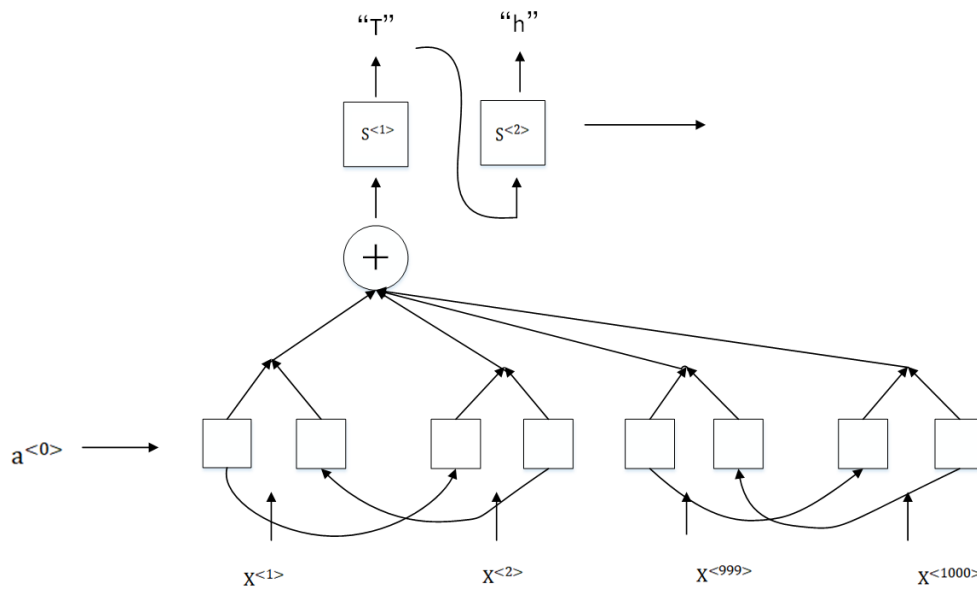 “T” “h”
S<1> S<2>
+
a<0>
X<1> X<2> X<999> X<1000>